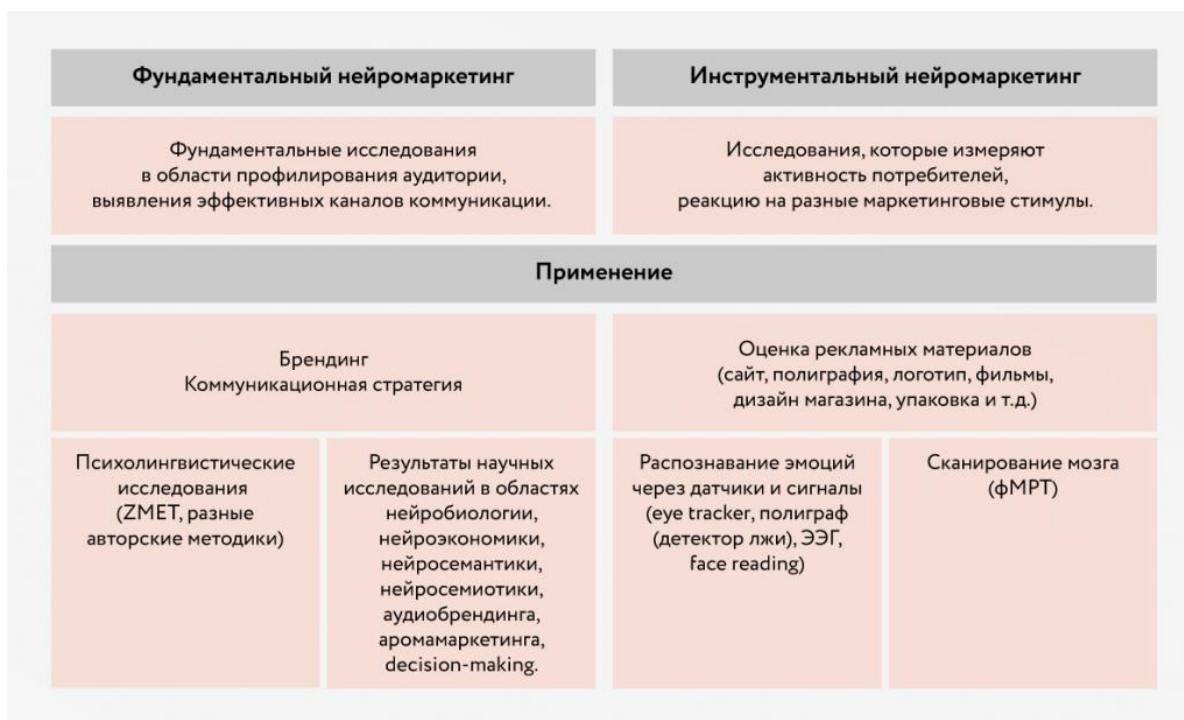 Фундаментальный нейромаркетинг
Инструментальный нейромаркетинг
Фундаментальные исследования
в области профилирования аудитории,
выявления эффективных каналов коммуникации.
Исследования, которые измеряют
активность потребителей,
реакцию на разные маркетинговые стимулы.
Применение
Брендинг
Коммуникационная стратегия
Оценка рекламных материалов
(сайт, полиграфия, логотип, фильмы,
дизайн магазина, упаковка и т.д.)
Психолингвистические
исследования
(ZMET, разные
авторские методики)
Результаты научных
исследований в областях
нейробиологии,
нейроэкономики,
нейросемантики,
нейросемиотики,
аудиобрендинга,
аромамаркетинга,
decision-making.
Распознавание эмоций
через датчики и сигналы
(eye tracker, полиграф
(детектор лжи), ЭЭГ,
face reading)
Сканирование мозга
(фМРТ)